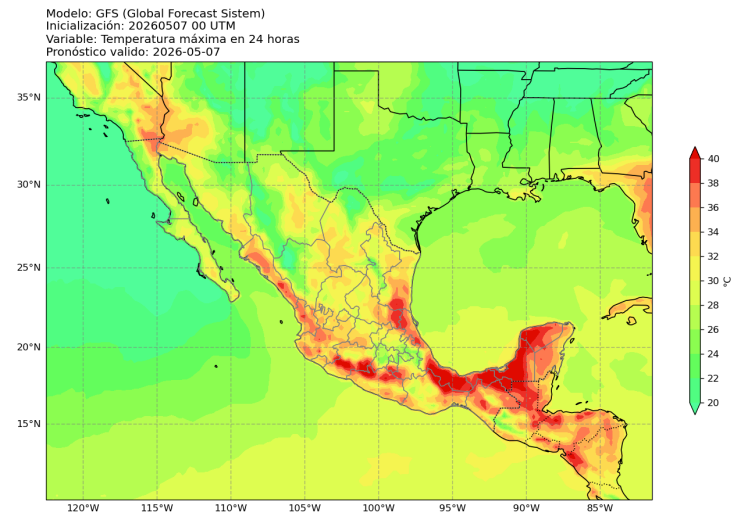 Modelo: GFS (Global Forecast Sistem)
Inicialización: 20260507 00 UTM
Variable: Temperatura máxima en 24 horas
Pronóstico valido: 2026-05-07
35°N
30°N
25°N
20°N
15°N
120°W 115°W 110°W 105°W 100°W 95°W 90°W 85°W
40
38
36
34
32
30
28
26
24
22
20
°C